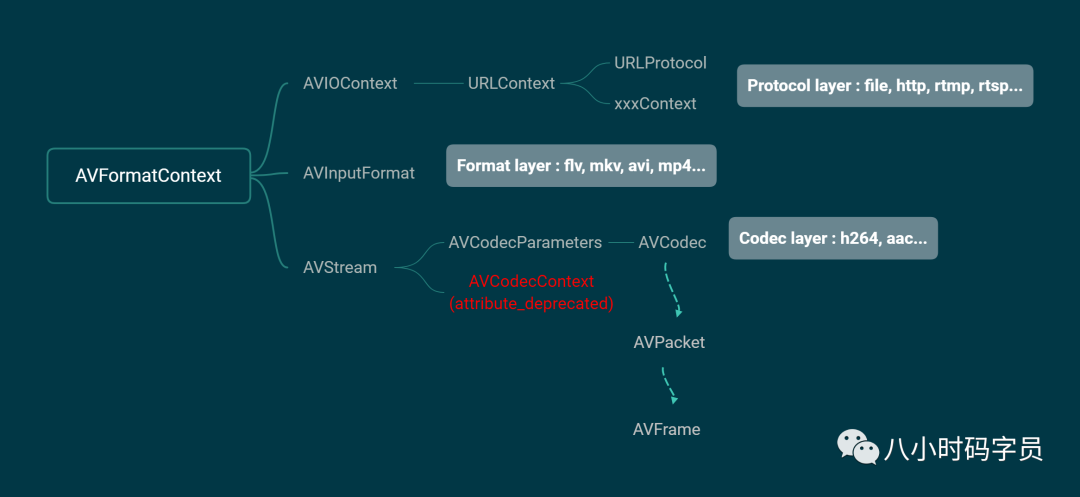 URLProtocol
AVIOContext
URLContext
Protocol layer : file, http, rtmp, rtsp...
xxxContext
AVFormatContext
AVInputFormat
Format layer : flv, mkv, avi, mp4...
AVStream
AVCodecParameters
AVCodec
Codec layer : h264, aac...
AVCodecContext
(attribute_deprecated)
AVPacket
AVFrame
八小时码字员